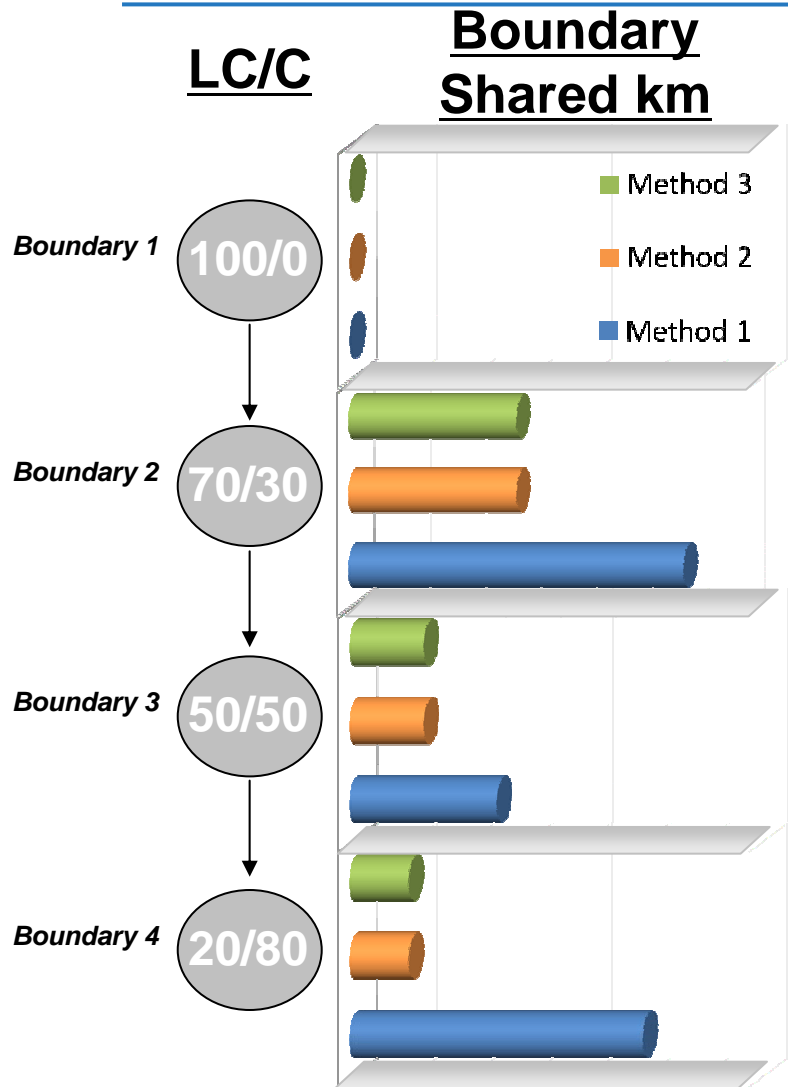 LC/C
Boundary
Shared km
Method 3
Boundary 1
100/0
Method 2
Method 1
Boundary 2
70/30
Boundary 3
50/50
Boundary 4
20/80